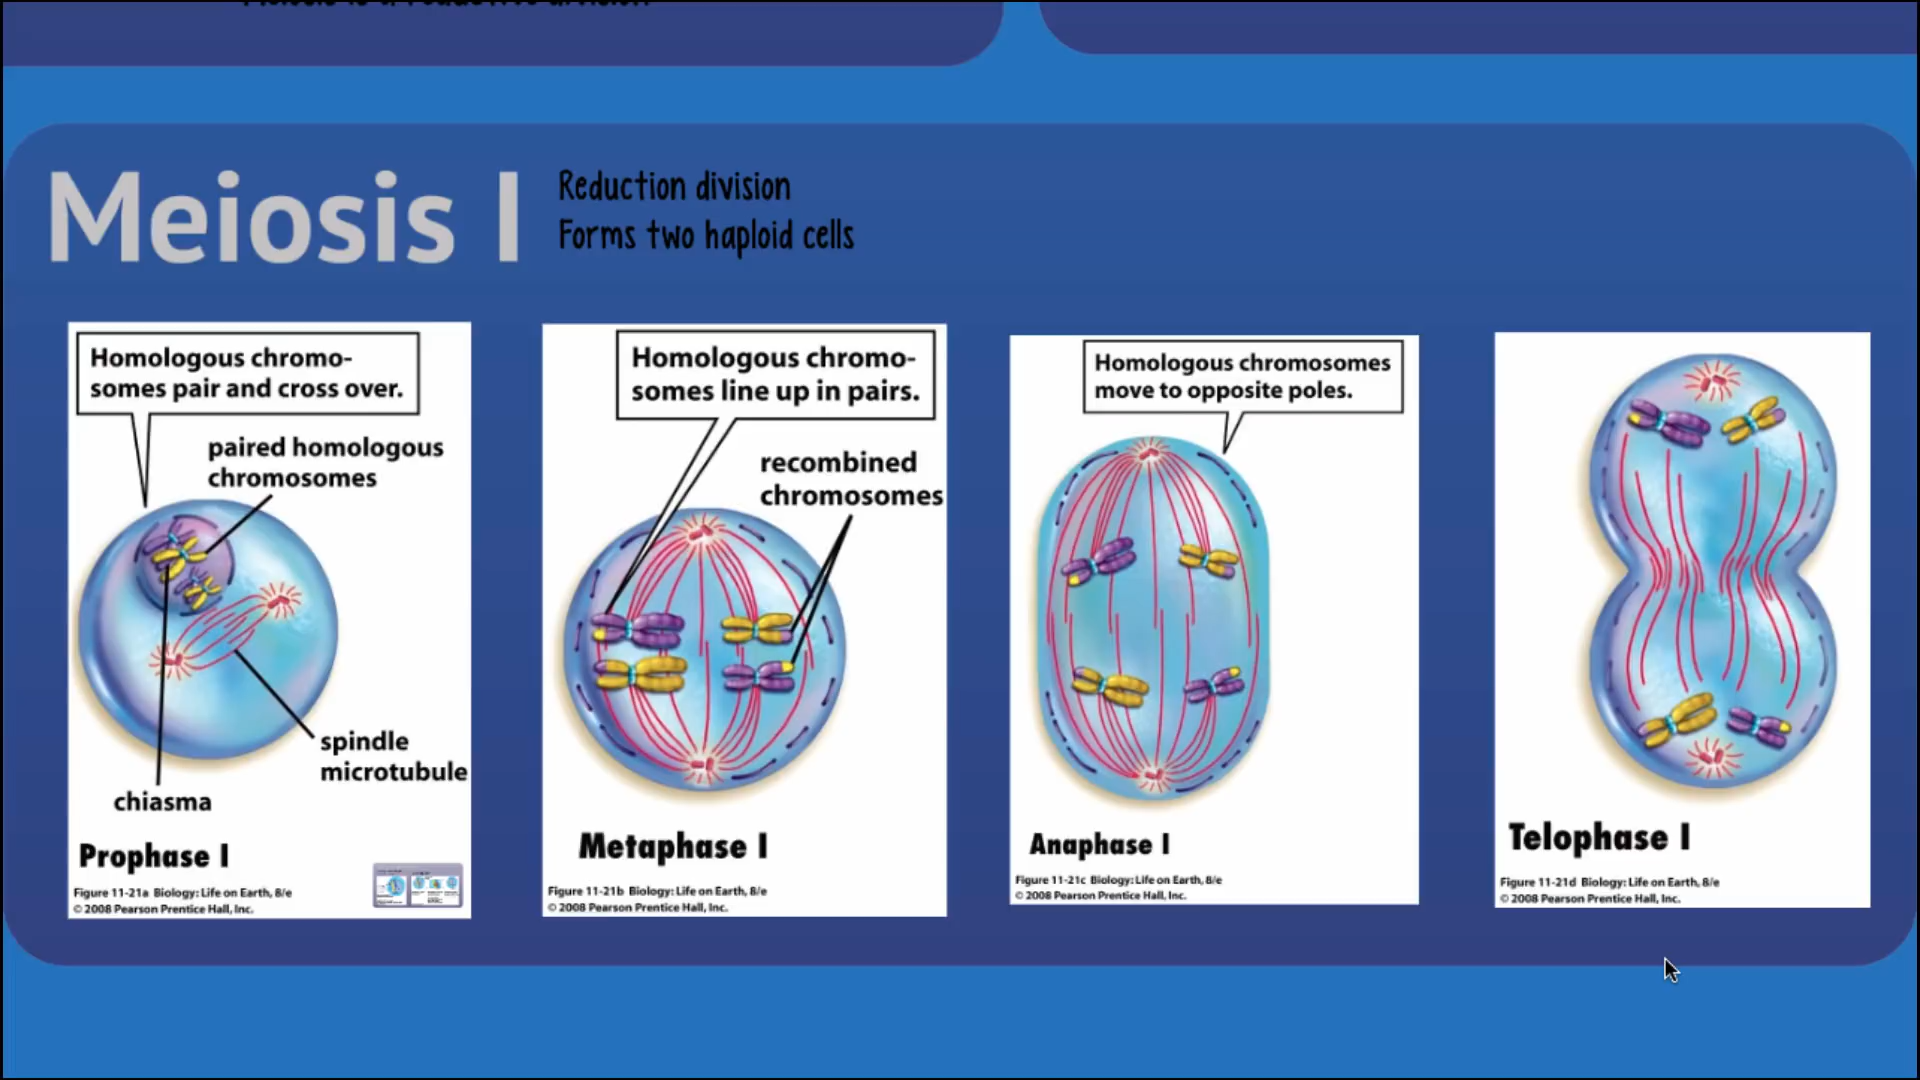 Meiosis is a reductive division
Meiosis I
Reduction division
Forms two haploid cells
Homologous chromo-
somes pair and cross over.
paired homologous
chromosomes
spindle
microtubule
chiasma
Prophase I
Figure 11-21a Biology: Life on Earth, 8/e
© 2008 Pearson Prentice Hall, Inc.
Homologous chromo-
somes line up in pairs.
recombined
chromosomes
Metaphase I
Figure 11-21b Biology: Life on Earth, 8/e
© 2008 Pearson Prentice Hall, Inc.
Homologous chromosomes
move to opposite poles.
Anaphase I
Figure 11-21c Biology: Life on Earth, 8/e
© 2008 Pearson Prentice Hall, Inc.
Telophase I
Figure 11-21d Biology: Life on Earth, 8/e
© 2008 Pearson Prentice Hall, Inc.